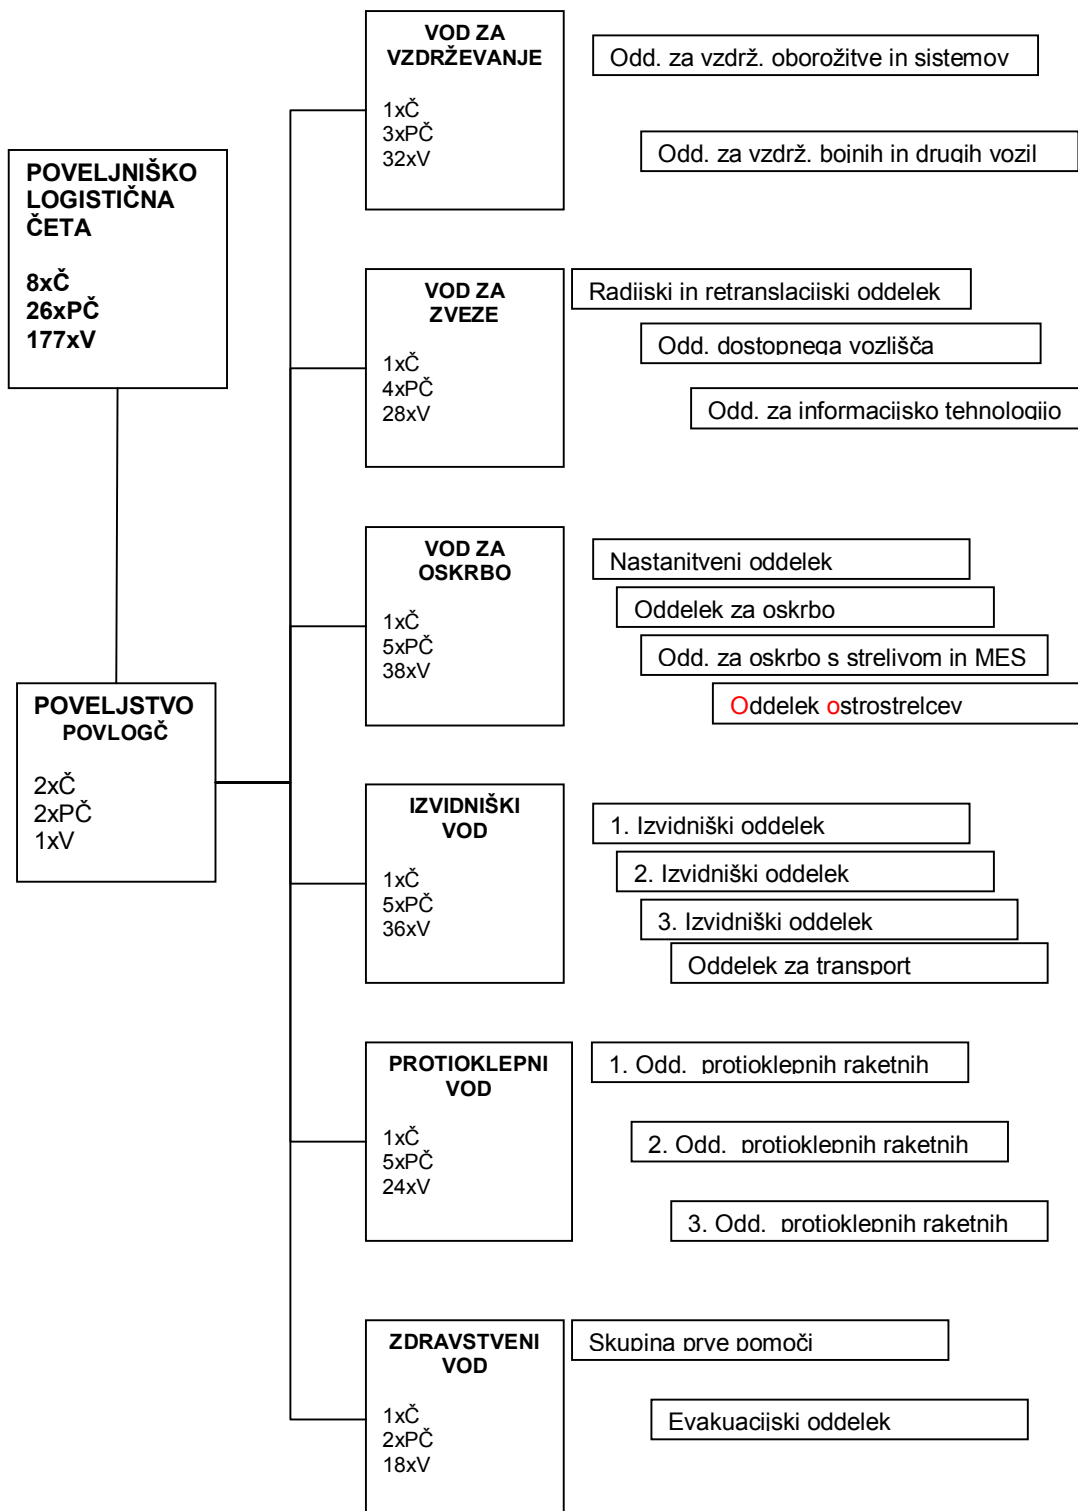 POVELJNIŠKO
LOGISTIČNA
ČETA
8xČ
26xPČ
177xV
POVELJSTVO
POVLOGČ
2xČ
2xPČ
1xV
VOD ZA
VZDRŽEVANJE
1xČ
3xPČ
32xV
Odd. za vzdrž. oborožitve in sistemov
Odd. za vzdrž. bojnih in drugih vozil
VOD ZA
ZVEZE
1xČ
4xPČ
28xV
Radijski in retranslacijski oddelek
Odd. dostopnega vozlišča
Odd. za informacijsko tehnologijo
VOD ZA
OSKRBO
1xČ
5xPČ
38xV
Nastanitveni oddelek
Oddelek za oskrbo
Odd. za oskrbo s strelivom in MES
Oddelek ostrostrelcev
IZVIDNIŠKI
VOD
1xČ
5xPČ
36xV
1. Izvidniški oddelek
2. Izvidniški oddelek
3. Izvidniški oddelek
Oddelek za transport
PROTIOKLEPNI
VOD
1xČ
5xPČ
24xV
1. Odd. protioklepnih raketnih
2. Odd. protioklepnih raketnih
3. Odd. protioklepnih raketnih
ZDRAVSTVENI
VOD
1xČ
2xPČ
18xV
Skupina prve pomoči
Evakuacijski oddelek